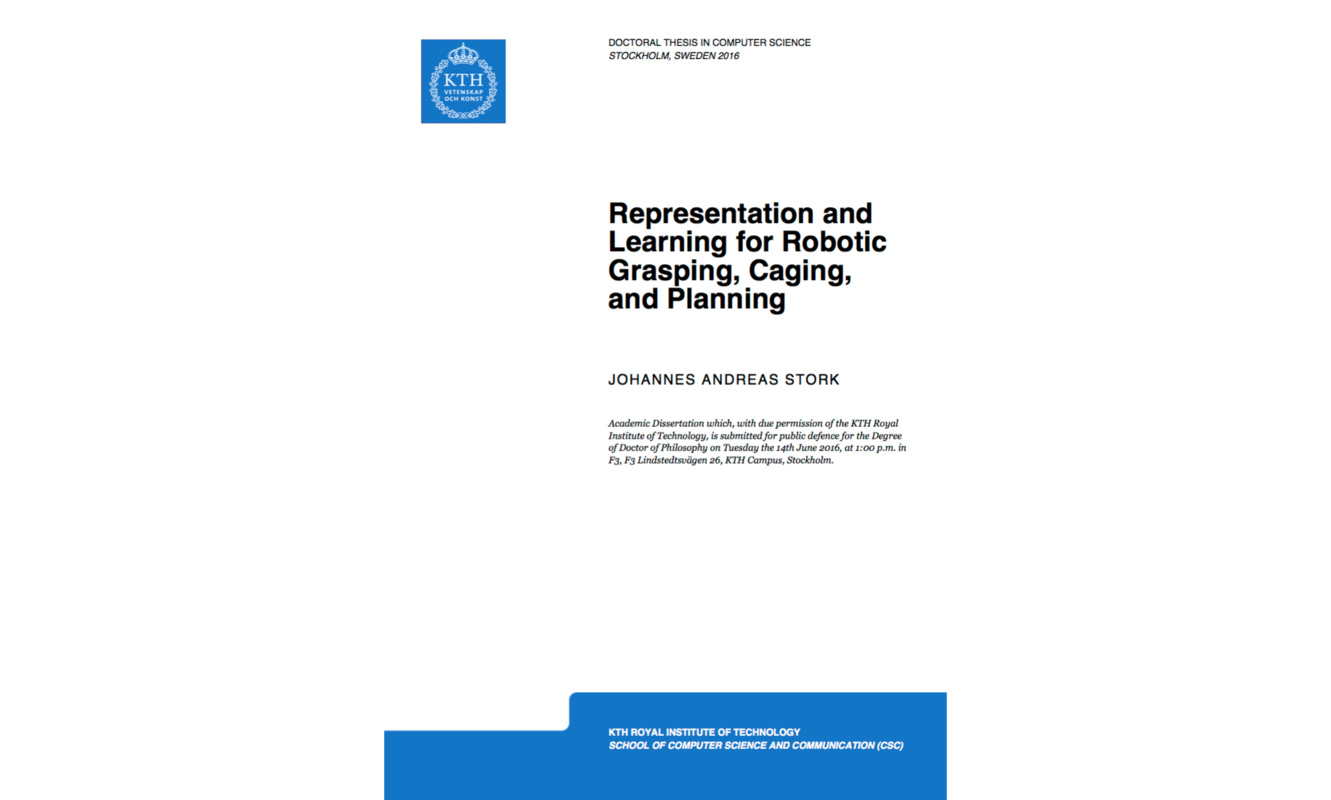 KTH
VETENSKAP
OCH KONST
DOCTORAL THESIS IN COMPUTER SCIENCE
STOCKHOLM, SWEDEN 2016
Representation and
Learning for Robotic
Grasping, Caging,
and Planning
JOHANNES ANDREAS STORK
Academic Dissertation which, with due permission of the KTH Royal
Institute of Technology, is submitted for public defence for the Degree
of Doctor of Philosophy on Tuesday the 14th June 2016, at 1:00 p.m. in
F3, F3 Lindstedtsvägen 26, KTH Campus, Stockholm.
KTH ROYAL INSTITUTE OF TECHNOLOGY
SCHOOL OF COMPUTER SCIENCE AND COMMUNICATION (CSC)